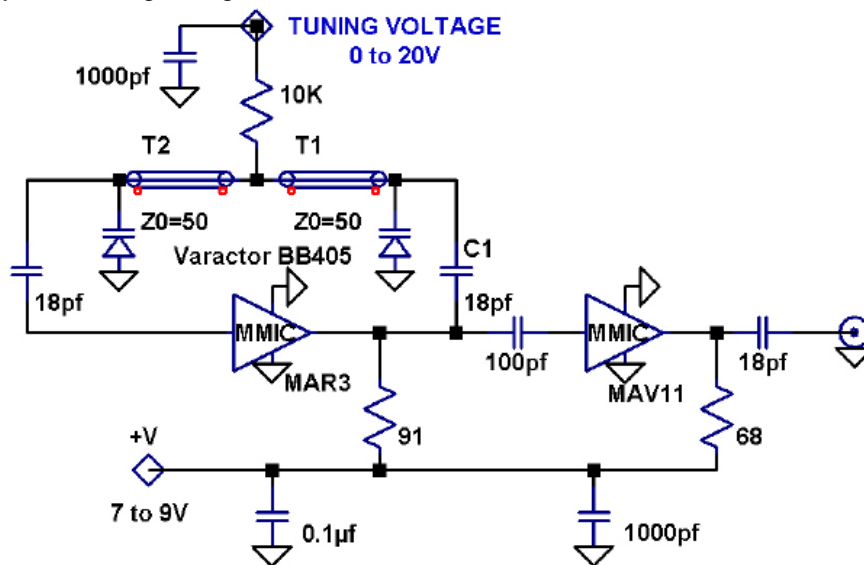 TUNING VOLTAGE
0 to 20V
1000pf
10K
T2
T1
Z0=50
Z0=50
Varactor BB405
C1
18pf
18pf
MMIC
MMIC
100pf
18pf
MAR3
MAV11
91
68
+V
7 to 9V
0.1µf
1000pf